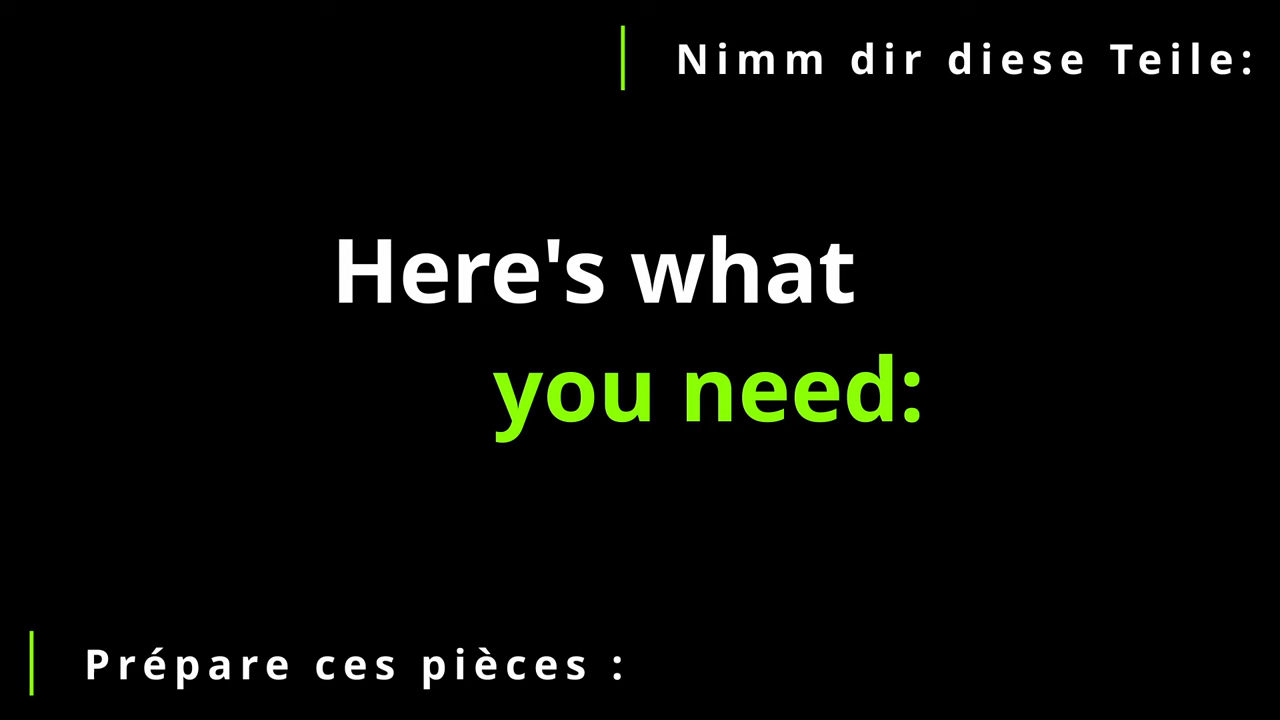 Nimm dir diese Teile:
Here's what
you need:
Prépare ces pièces :